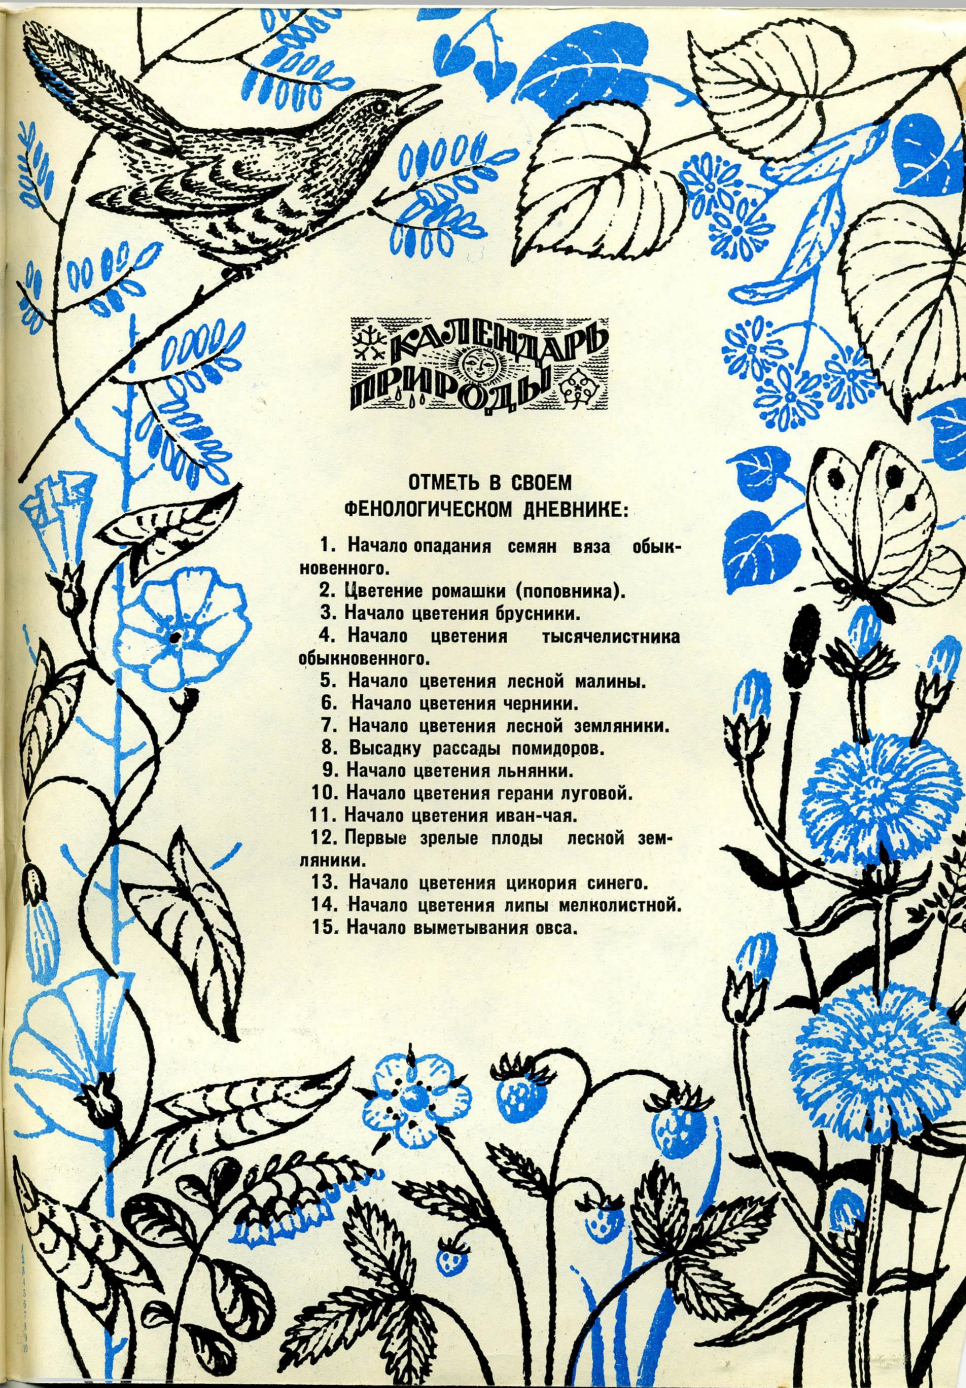 КАЛЕНДАРЬ
ПРИРОДЫ
ОТМЕТЬ В СВОЕМ
ФЕНОЛОГИЧЕСКОМ ДНЕВНИКЕ:
1. Начало опадания семян вяза обык-
новенного.
2. Цветение ромашки (поповника).
3. Начало цветения брусники.
4. Начало цветения тысячелистника
обыкновенного.
5. Начало цветения лесной малины.
6. Начало цветения черники.
7. Начало цветения лесной земляники.
8. Высадку рассады помидоров.
9. Начало цветения льнянки.
10. Начало цветения герани луговой.
11. Начало цветения иван-чая.
12. Первые зрелые плоды лесной зем-
ляники.
13. Начало цветения цикория синего.
14. Начало цветения липы мелколистной.
15. Начало выметывания овса.